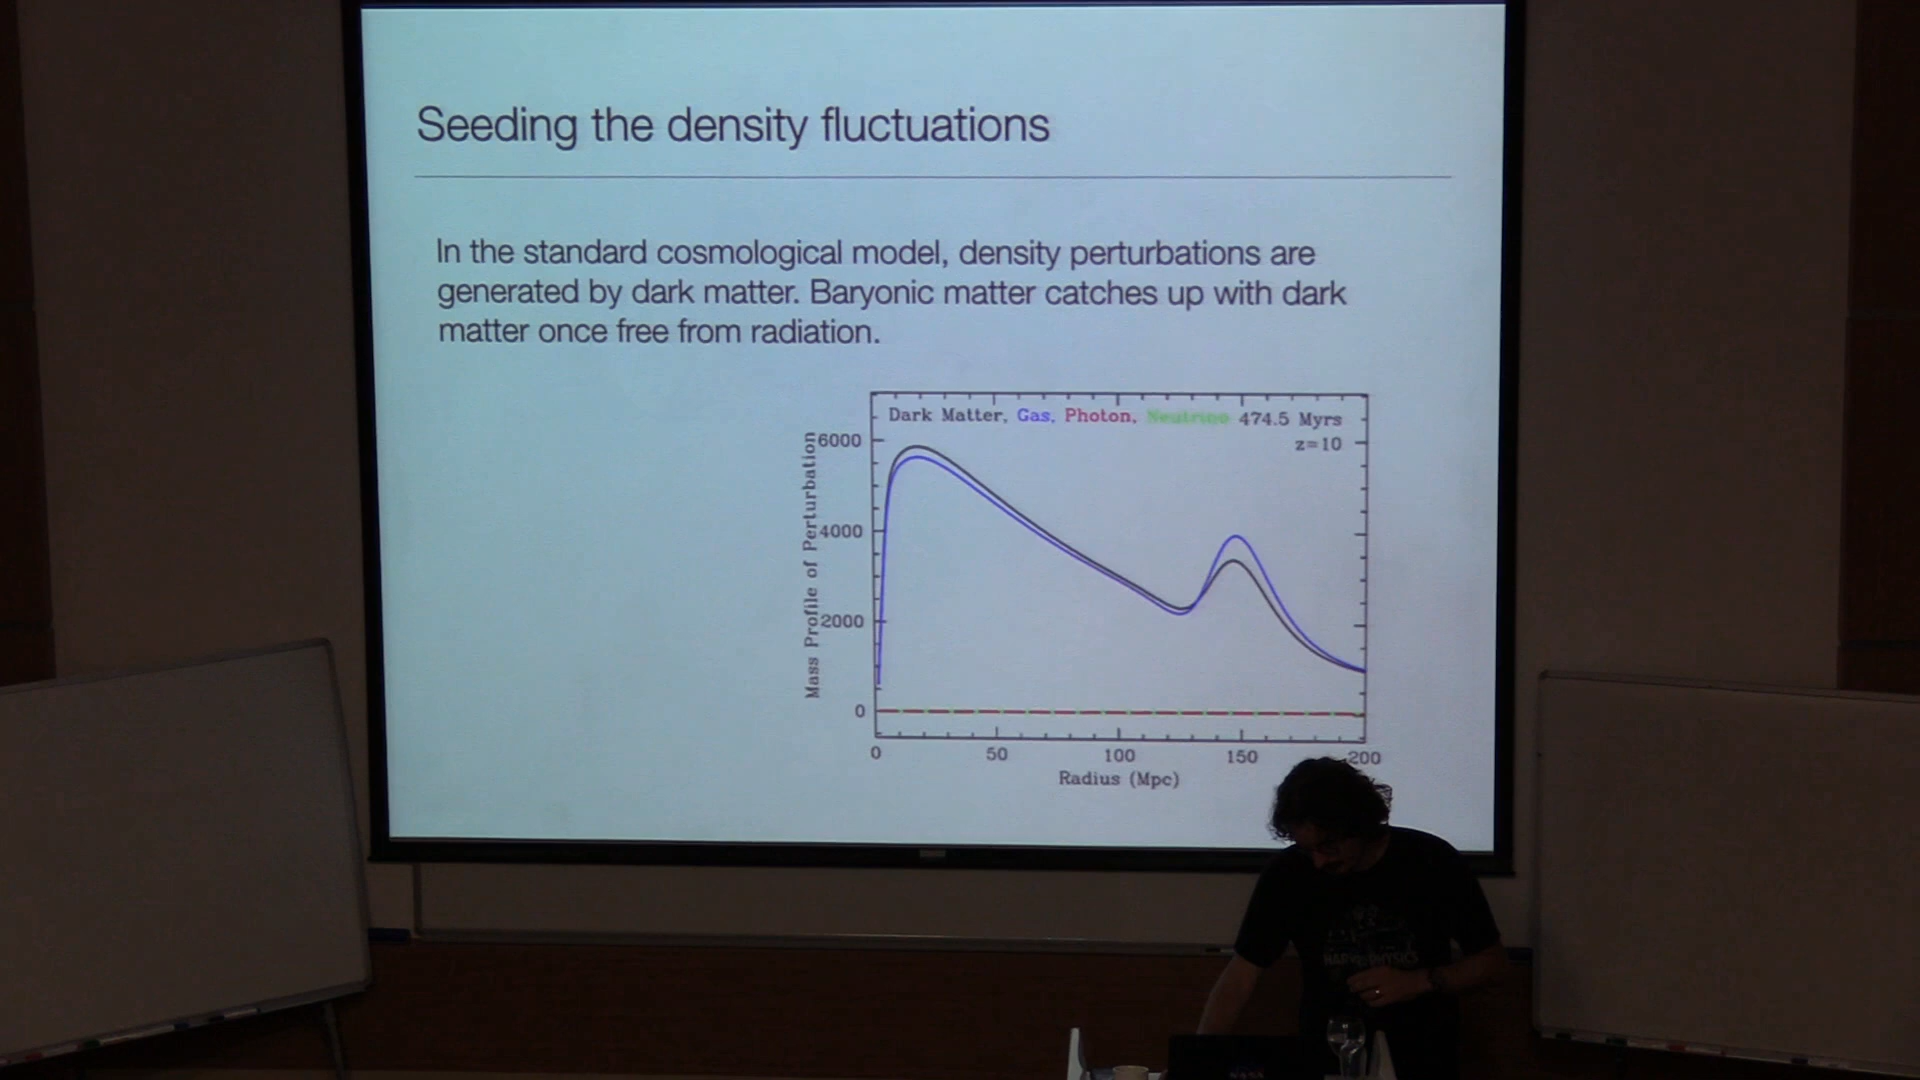 Seeding the density fluctuations
In the standard cosmological model, density perturbations are
generated by dark matter. Baryonic matter catches up with dark
matter once free from radiation.
Dark Matter, Gas, Photon, Neutrino 474.5 Myrs
z=10
Mass Profile of Perturbation
6000
4000
2000
0
0 50 100 150 200
Radius (Mpc)